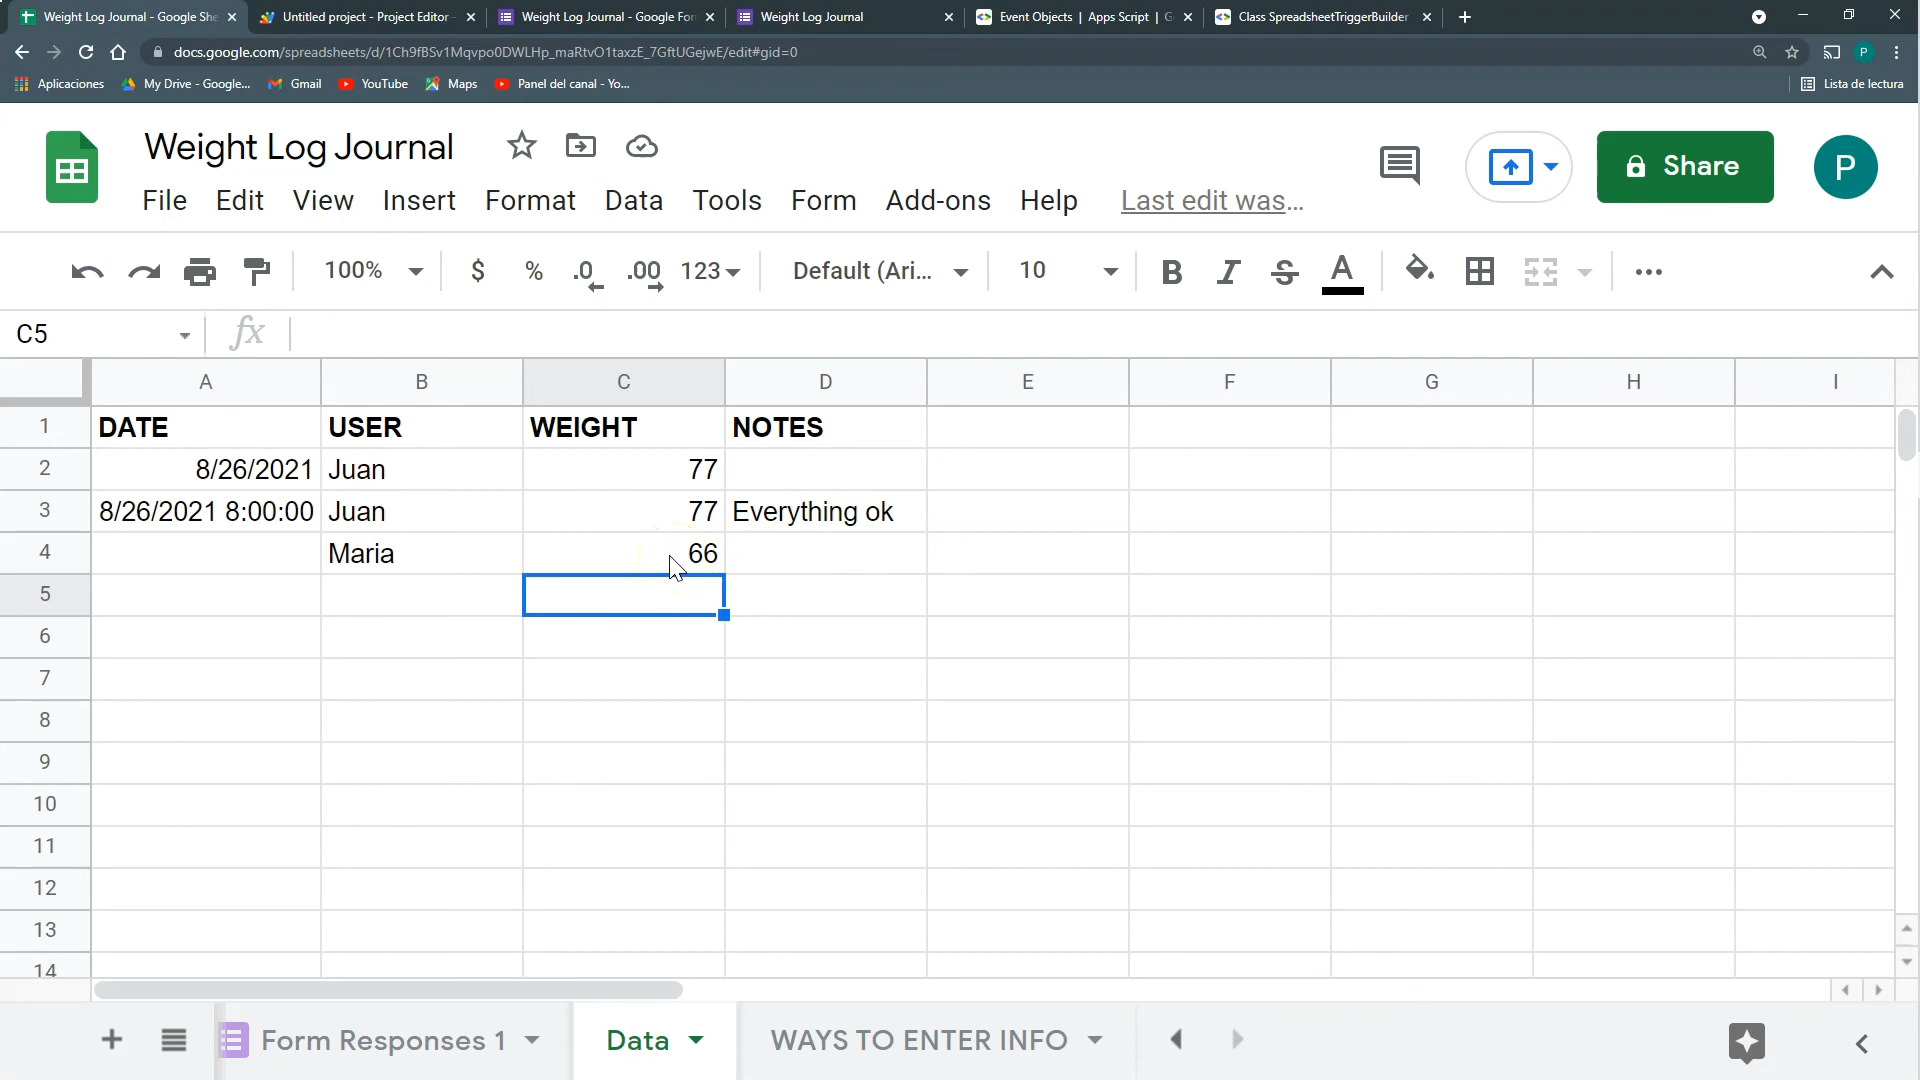 Weight Log Journal - Google She
Untitled project - Project Editor -
Weight Log Journal - Google For
Weight Log Journal
Event Objects | Apps Script | G
Class SpreadsheetTriggerBuilder
docs.google.com/spreadsheets/d/1Ch9fBSv1Mqvpo0DWLHp_maRtvO1taxzE_7GftUGejwE/edit#gid=0
P
Aplicaciones
My Drive - Google...
Gmail
YouTube
Maps
Panel del canal - Yo...
Lista de lectura
Weight Log Journal
Share
P
File Edit View Insert Format Data Tools Form Add-ons Help Last edit was...
100% $ % .0 .00 123 Default (Ari... 10 B I S A
C5 fx
A B C D E F G H I
1 DATE USER WEIGHT NOTES
2 8/26/2021 Juan 77
3 8/26/2021 8:00:00 Juan 77 Everything ok
4 Maria 66
5
6
7
8
9
10
11
12
13
14
Form Responses 1 Data WAYS TO ENTER INFO